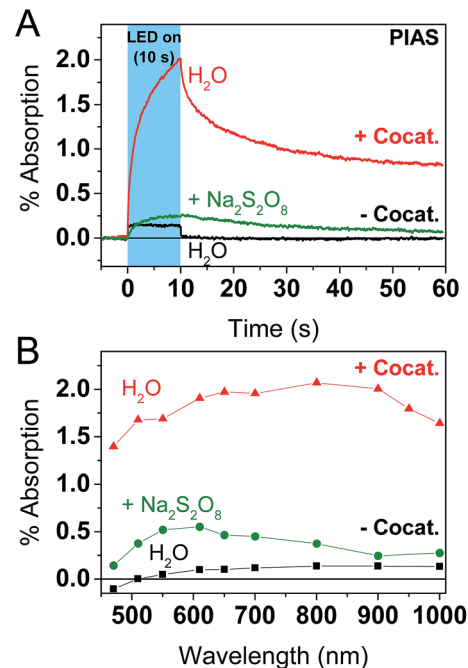 A
LED on
(10 s)
PIAS
H₂O
+ Cocat.
+ Na₂S₂O₈
- Cocat.
H₂O
% Absorption
2.0
1.5
1.0
0.5
0.0
0 10 20 30 40 50 60
Time (s)
B
+ Cocat.
H₂O
+ Na₂S₂O₈
- Cocat.
H₂O
% Absorption
2.0
1.5
1.0
0.5
0.0
500 600 700 800 900 1000
Wavelength (nm)